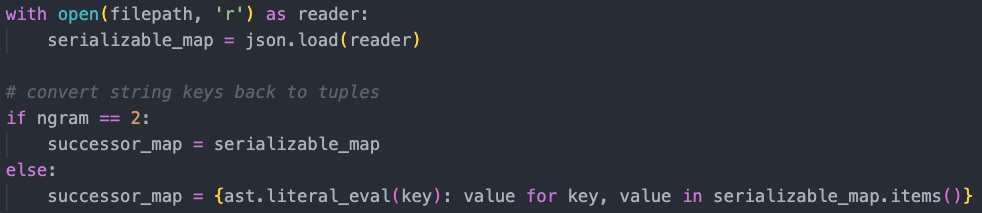 with open(filepath, 'r') as reader:
    serializable_map = json.load(reader)

# convert string keys back to tuples
if ngram == 2:
    successor_map = serializable_map
else:
    successor_map = {ast.literal_eval(key): value for key, value in serializable_map.items()}